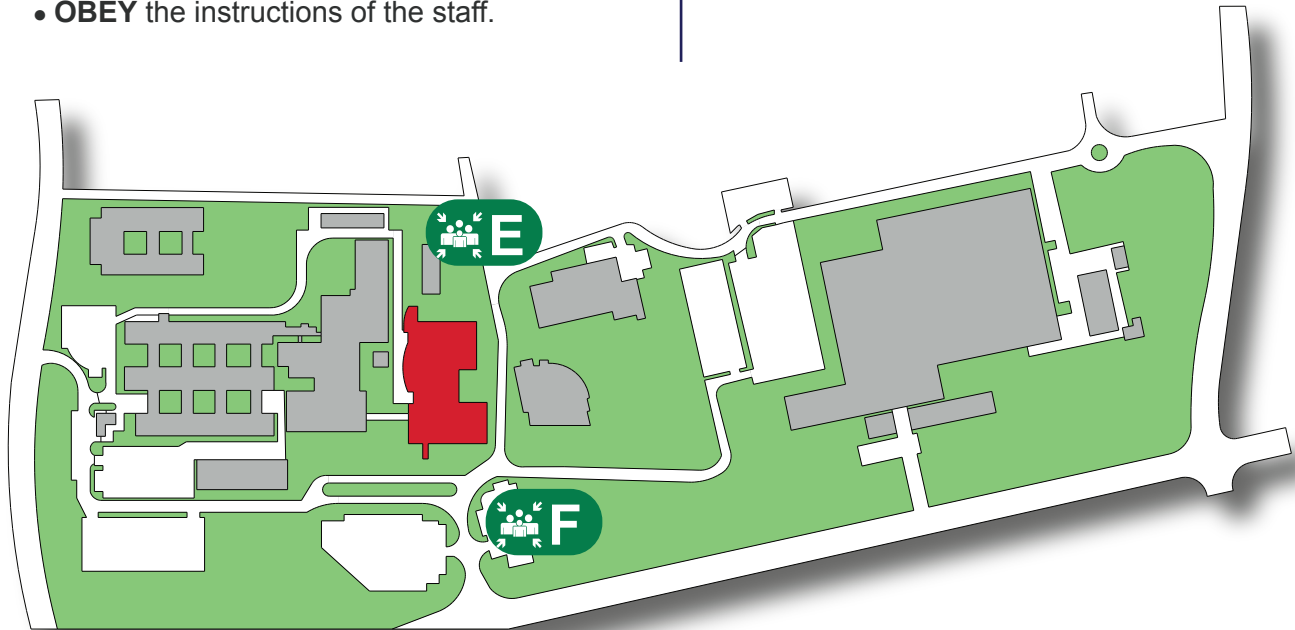 • OBEY the instructions of the staff.
E
F